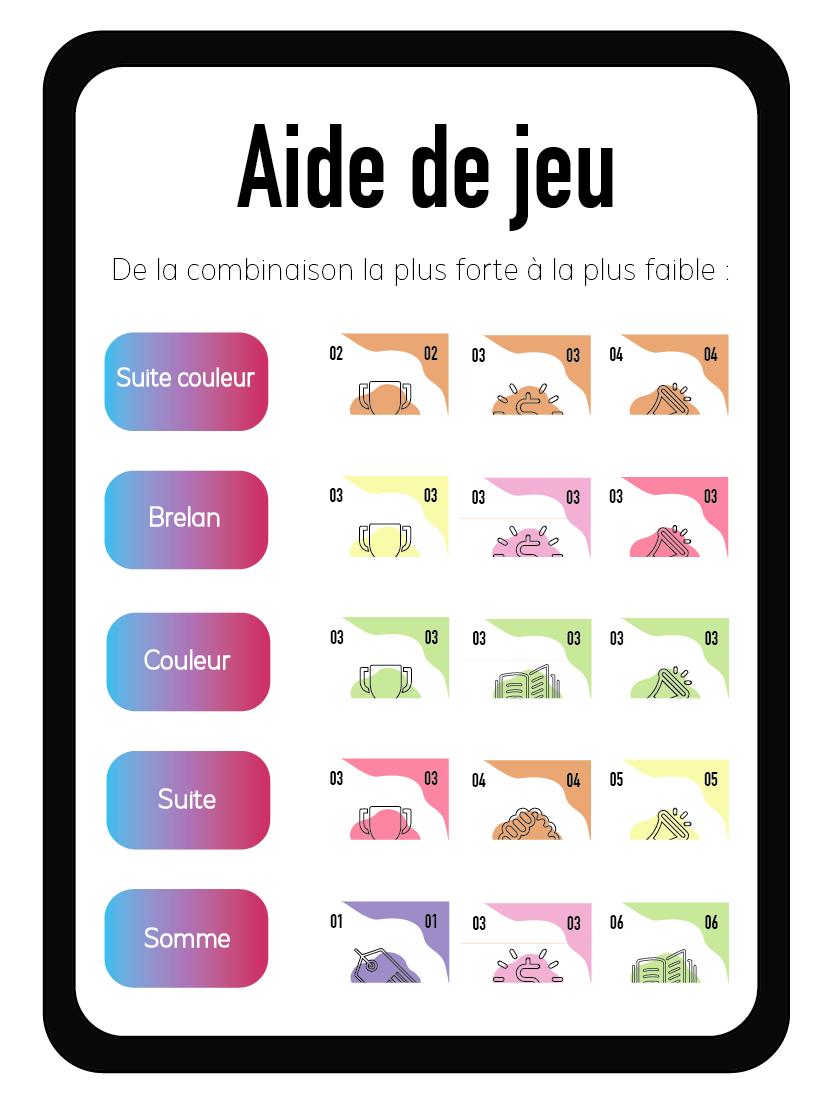 Aide de jeu
De la combinaison la plus forte à la plus faible :
Suite couleur
02 02 03 03 04 04
Brelan
03 03 03 03 03 03
Couleur
03 03 03 03 03 03
Suite
03 03 04 04 05 05
Somme
01 01 03 03 06 06